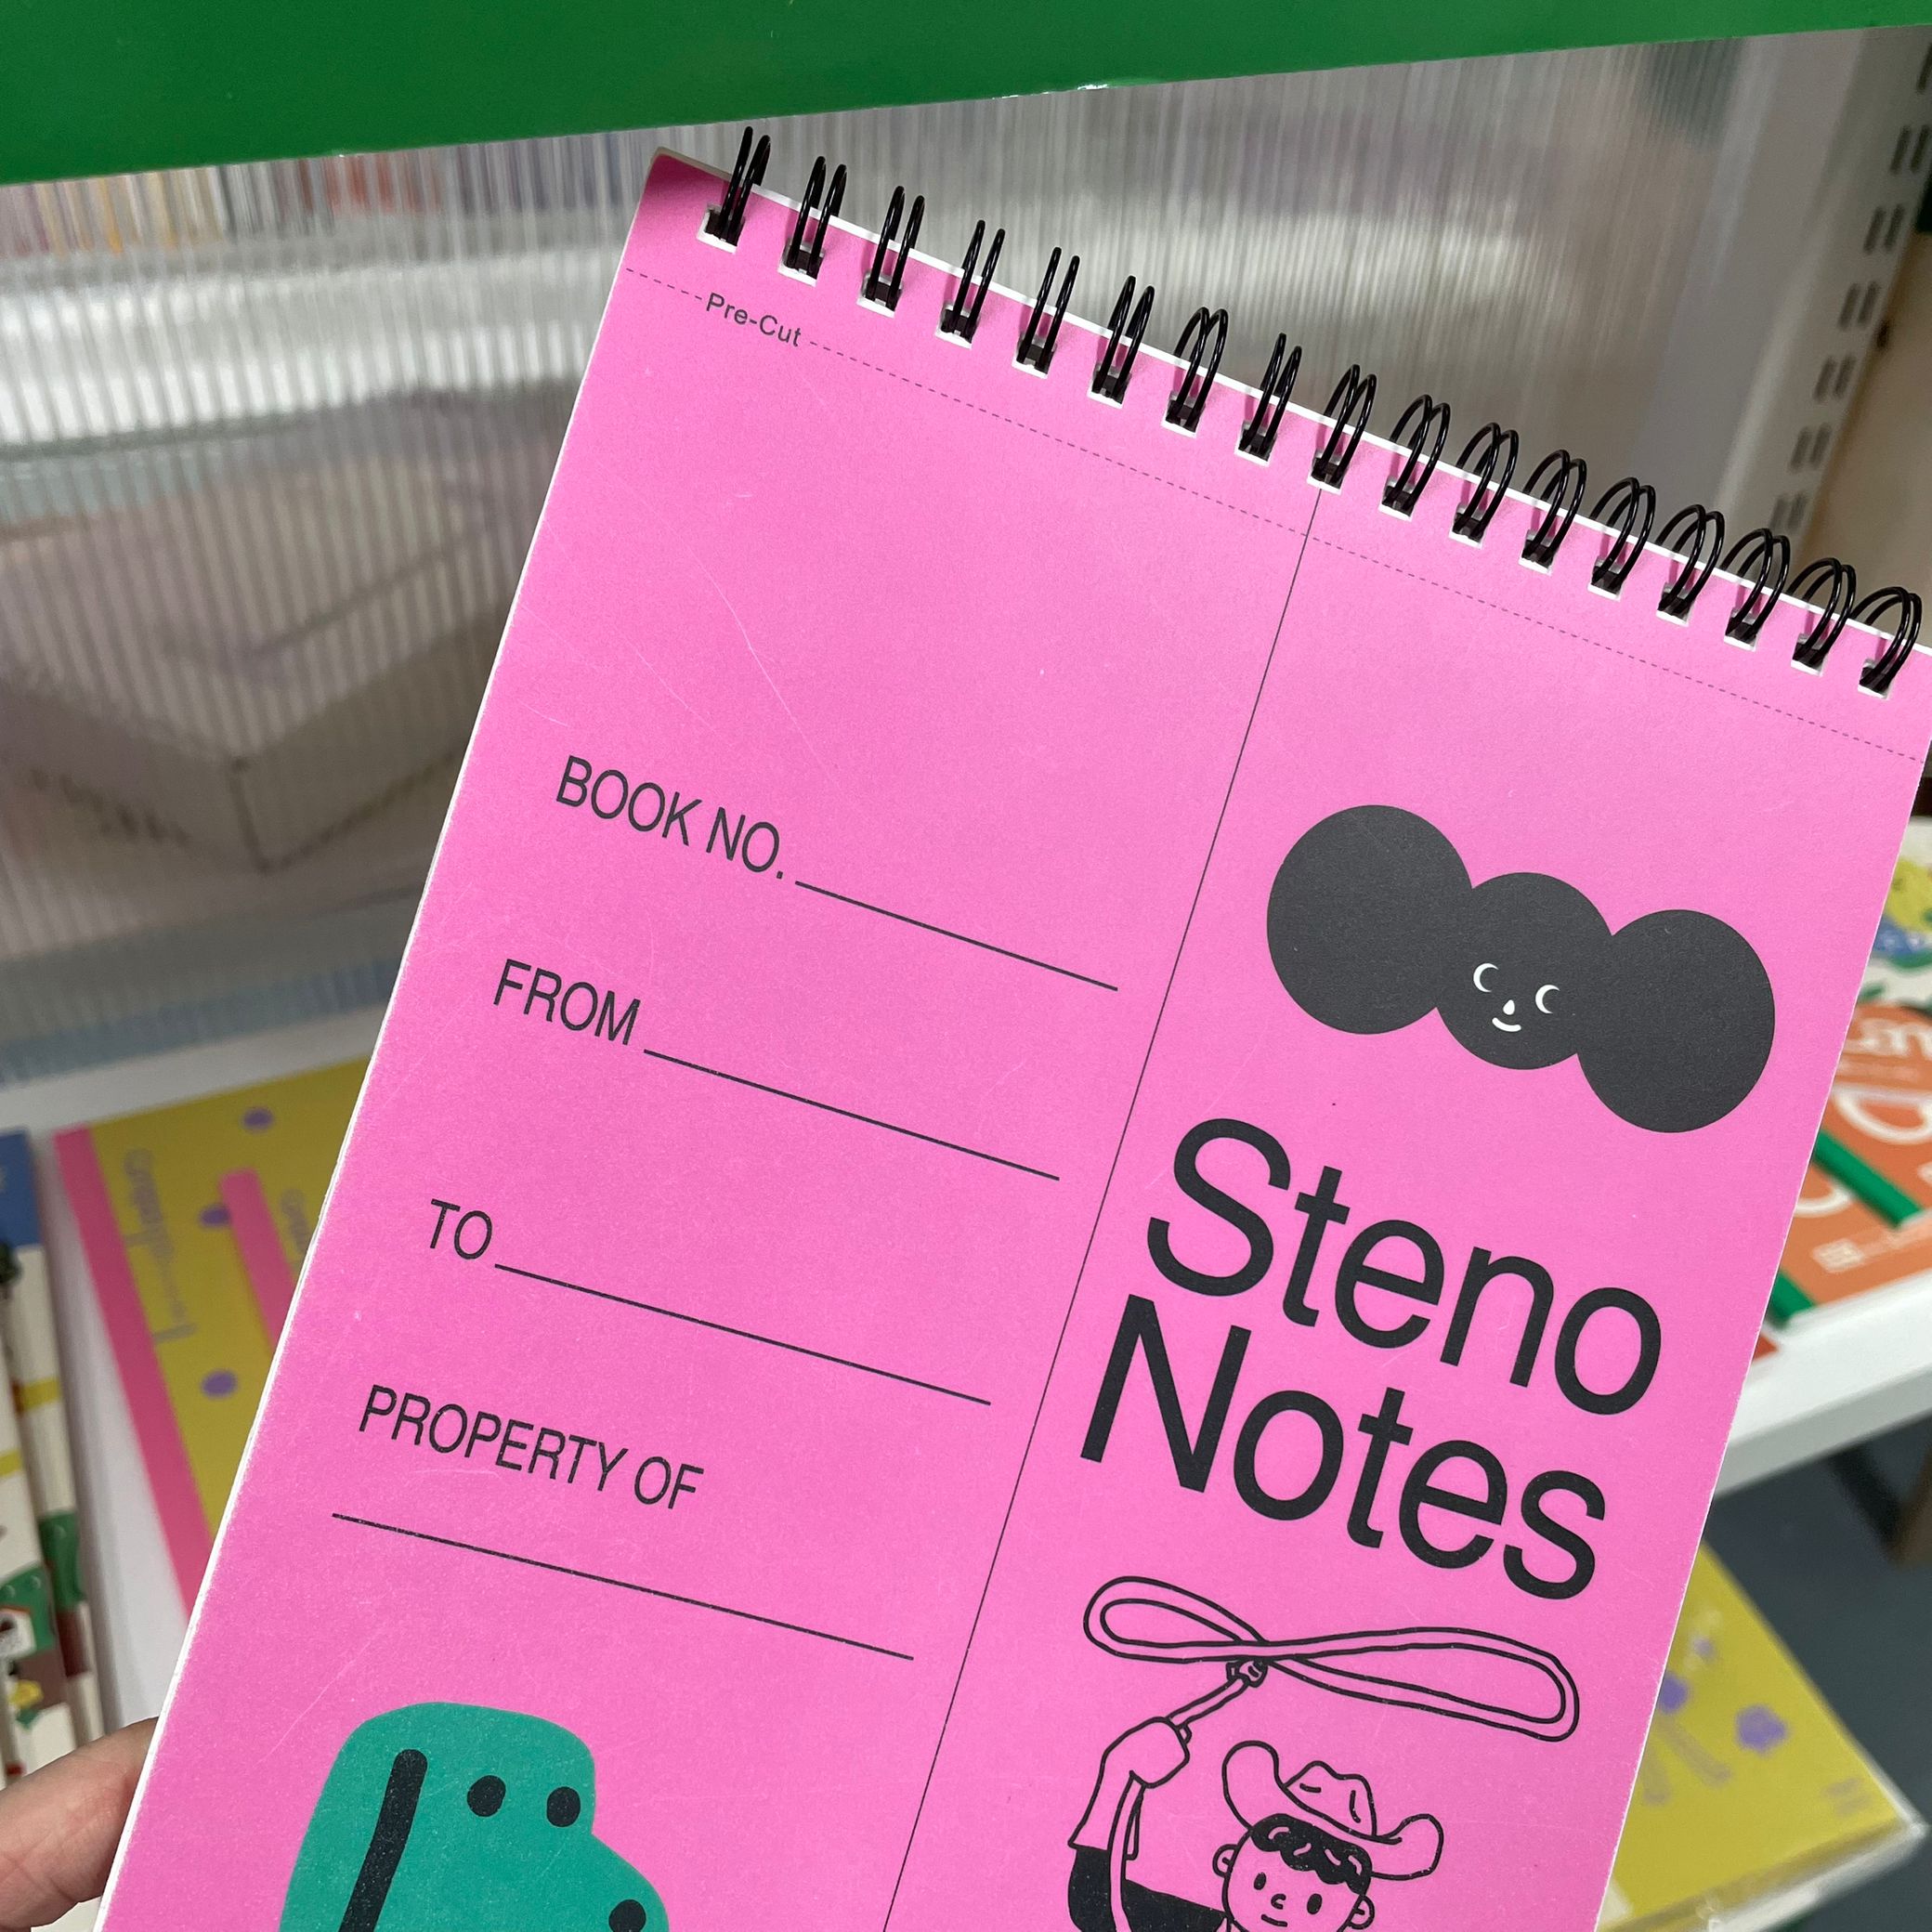 Pre-Cut
BOOK NO.
FROM
TO
PROPERTY OF
Steno
Notes